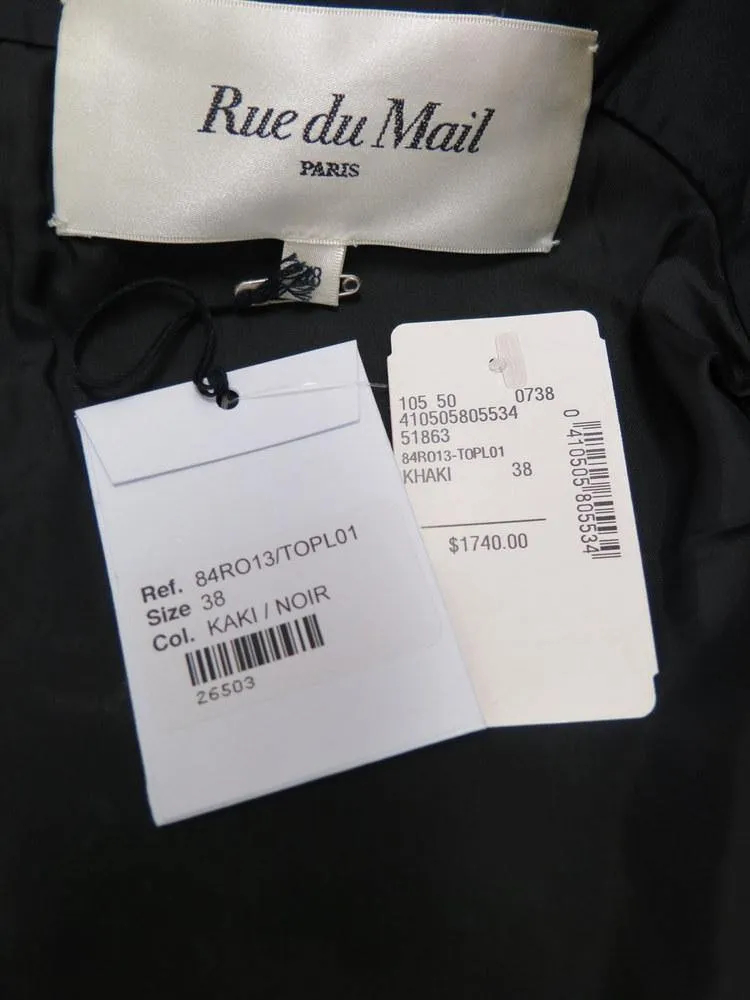 Rue du Mail
PARIS
38
105 50 0738
410505805534
51863
84RO13-TOPL01
KHAKI 38
$1740.00
0 410505 805534
Ref. 84RO13/TOPL01
Size 38
Col. KAKI / NOIR
26503